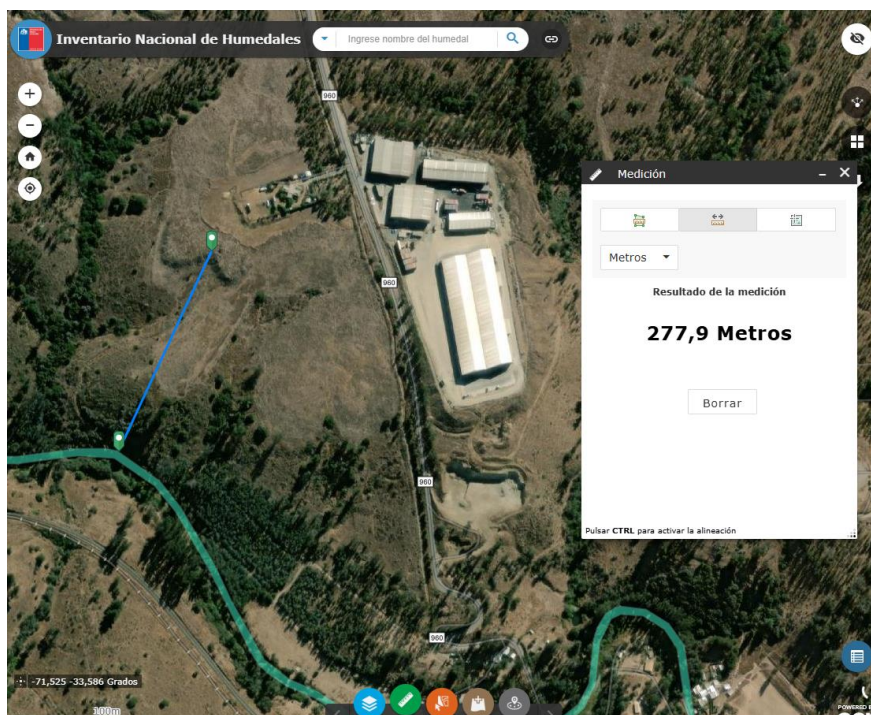 Inventario Nacional de Humedales
Ingrese nombre del humedal
960
Medición
Metros
960
Resultado de la medición
277,9 Metros
Borrar
960
Pulsar CTRL para activar la alineación
960
-71,525 -33,586 Grados
100m
POWERED